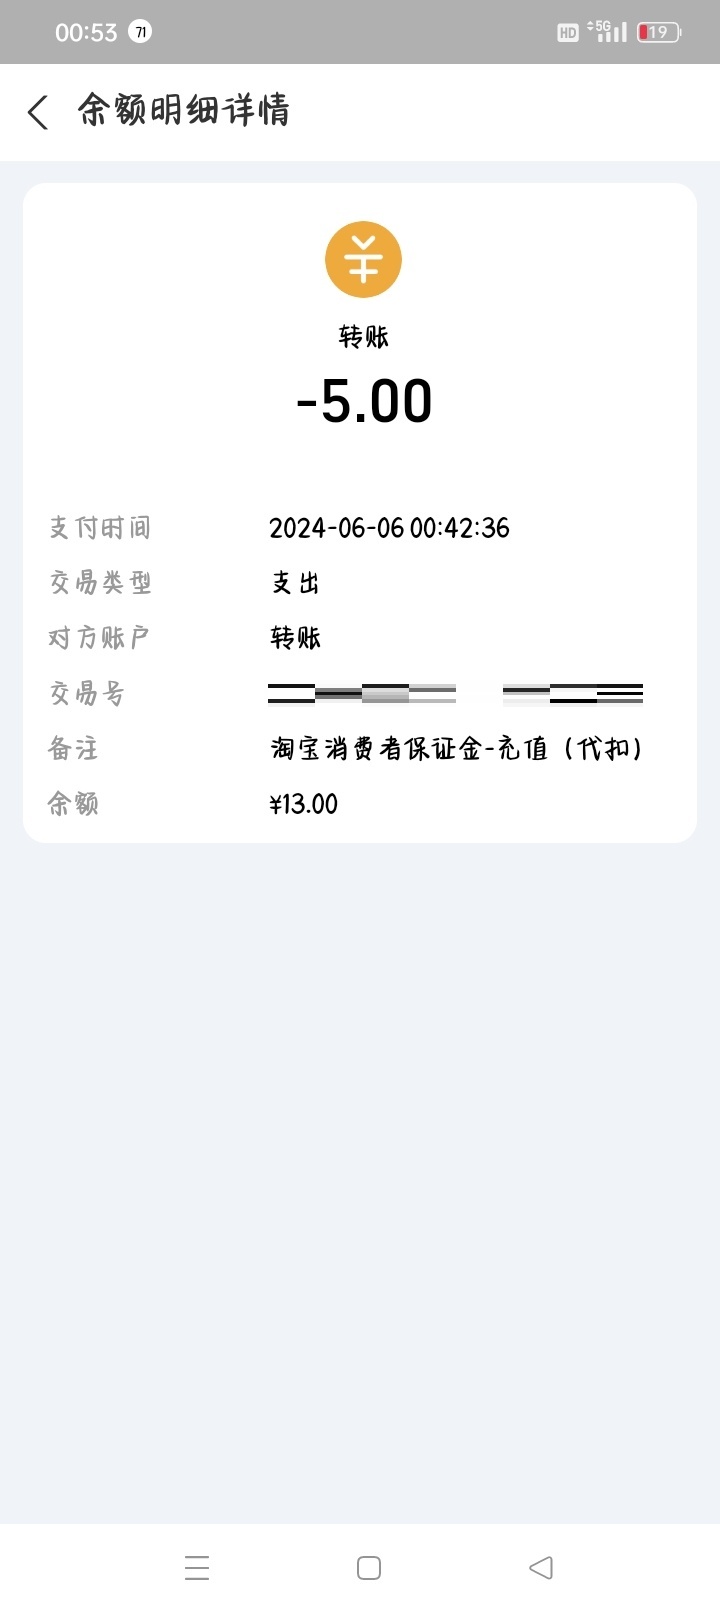 00:53 71 HD 5G 19
余额明细详情
转账
-5.00
支付时间 2024-06-06 00:42:36
交易类型 支出
对方账户 转账
交易号
备注 淘宝消费者保证金-充值（代扣）
余额 ¥13.00